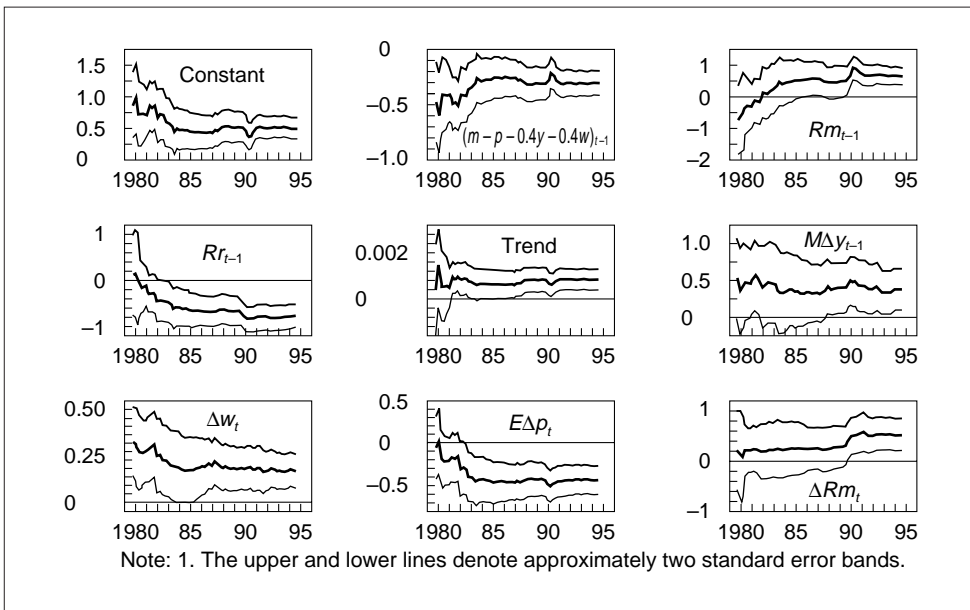 Constant
1.5
1.0
0.5
0
1980 85 90 95
(m – p – 0.4y – 0.4w)t–1
0
–0.5
–1.0
1980 85 90 95
Rmt–1
1
0
–1
–2
1980 85 90 95
Rrt–1
1
0
–1
1980 85 90 95
Trend
0.002
0
1980 85 90 95
MΔyt–1
1.0
0.5
0
1980 85 90 95
Δwt
0.50
0.25
0
1980 85 90 95
EΔpt
0.5
0
–0.5
1980 85 90 95
ΔRmt
1
0
–1
1980 85 90 95
Note: 1. The upper and lower lines denote approximately two standard error bands.